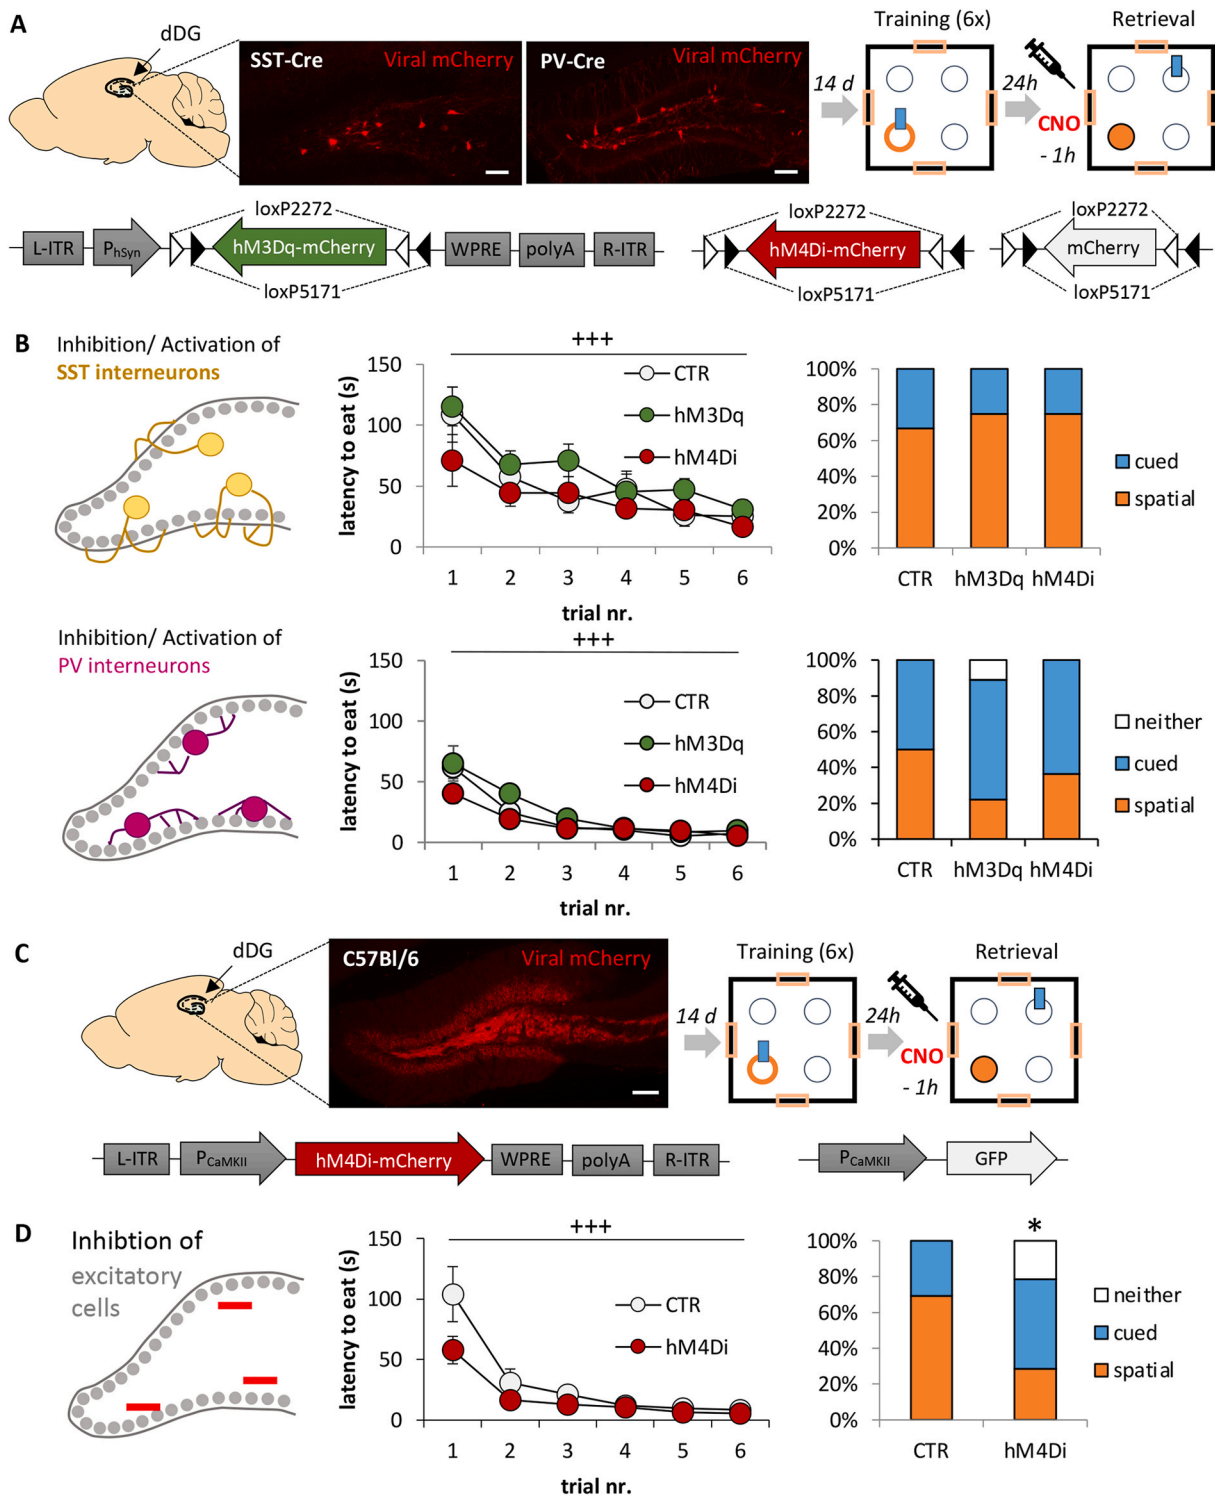 A
dDG
SST-Cre
Viral mCherry
PV-Cre
Viral mCherry
14 d
Training (6x)
24h
CNO
- 1h
Retrieval
loxP2272
L-ITR
PhSyn
hM3Dq-mCherry
WPRE
polyA
R-ITR
loxP5171
loxP2272
hM4Di-mCherry
loxP5171
loxP2272
mCherry
loxP5171
B
Inhibition/ Activation of
SST interneurons
+++
latency to eat (s)
150
100
50
0
CTR
hM3Dq
hM4Di
1 2 3 4 5 6
trial nr.
100%
80%
60%
40%
20%
0%
CTR hM3Dq hM4Di
cued
spatial
Inhibition/ Activation of
PV interneurons
+++
latency to eat (s)
150
100
50
0
CTR
hM3Dq
hM4Di
1 2 3 4 5 6
trial nr.
100%
80%
60%
40%
20%
0%
CTR hM3Dq hM4Di
neither
cued
spatial
C
dDG
C57Bl/6
Viral mCherry
14 d
Training (6x)
24h
CNO
- 1h
Retrieval
L-ITR
PCaMKII
hM4Di-mCherry
WPRE
polyA
R-ITR
PCaMKII
GFP
D
Inhibtion of
excitatory
cells
+++
latency to eat (s)
150
100
50
0
CTR
hM4Di
1 2 3 4 5 6
trial nr.
*
100%
80%
60%
40%
20%
0%
CTR hM4Di
neither
cued
spatial